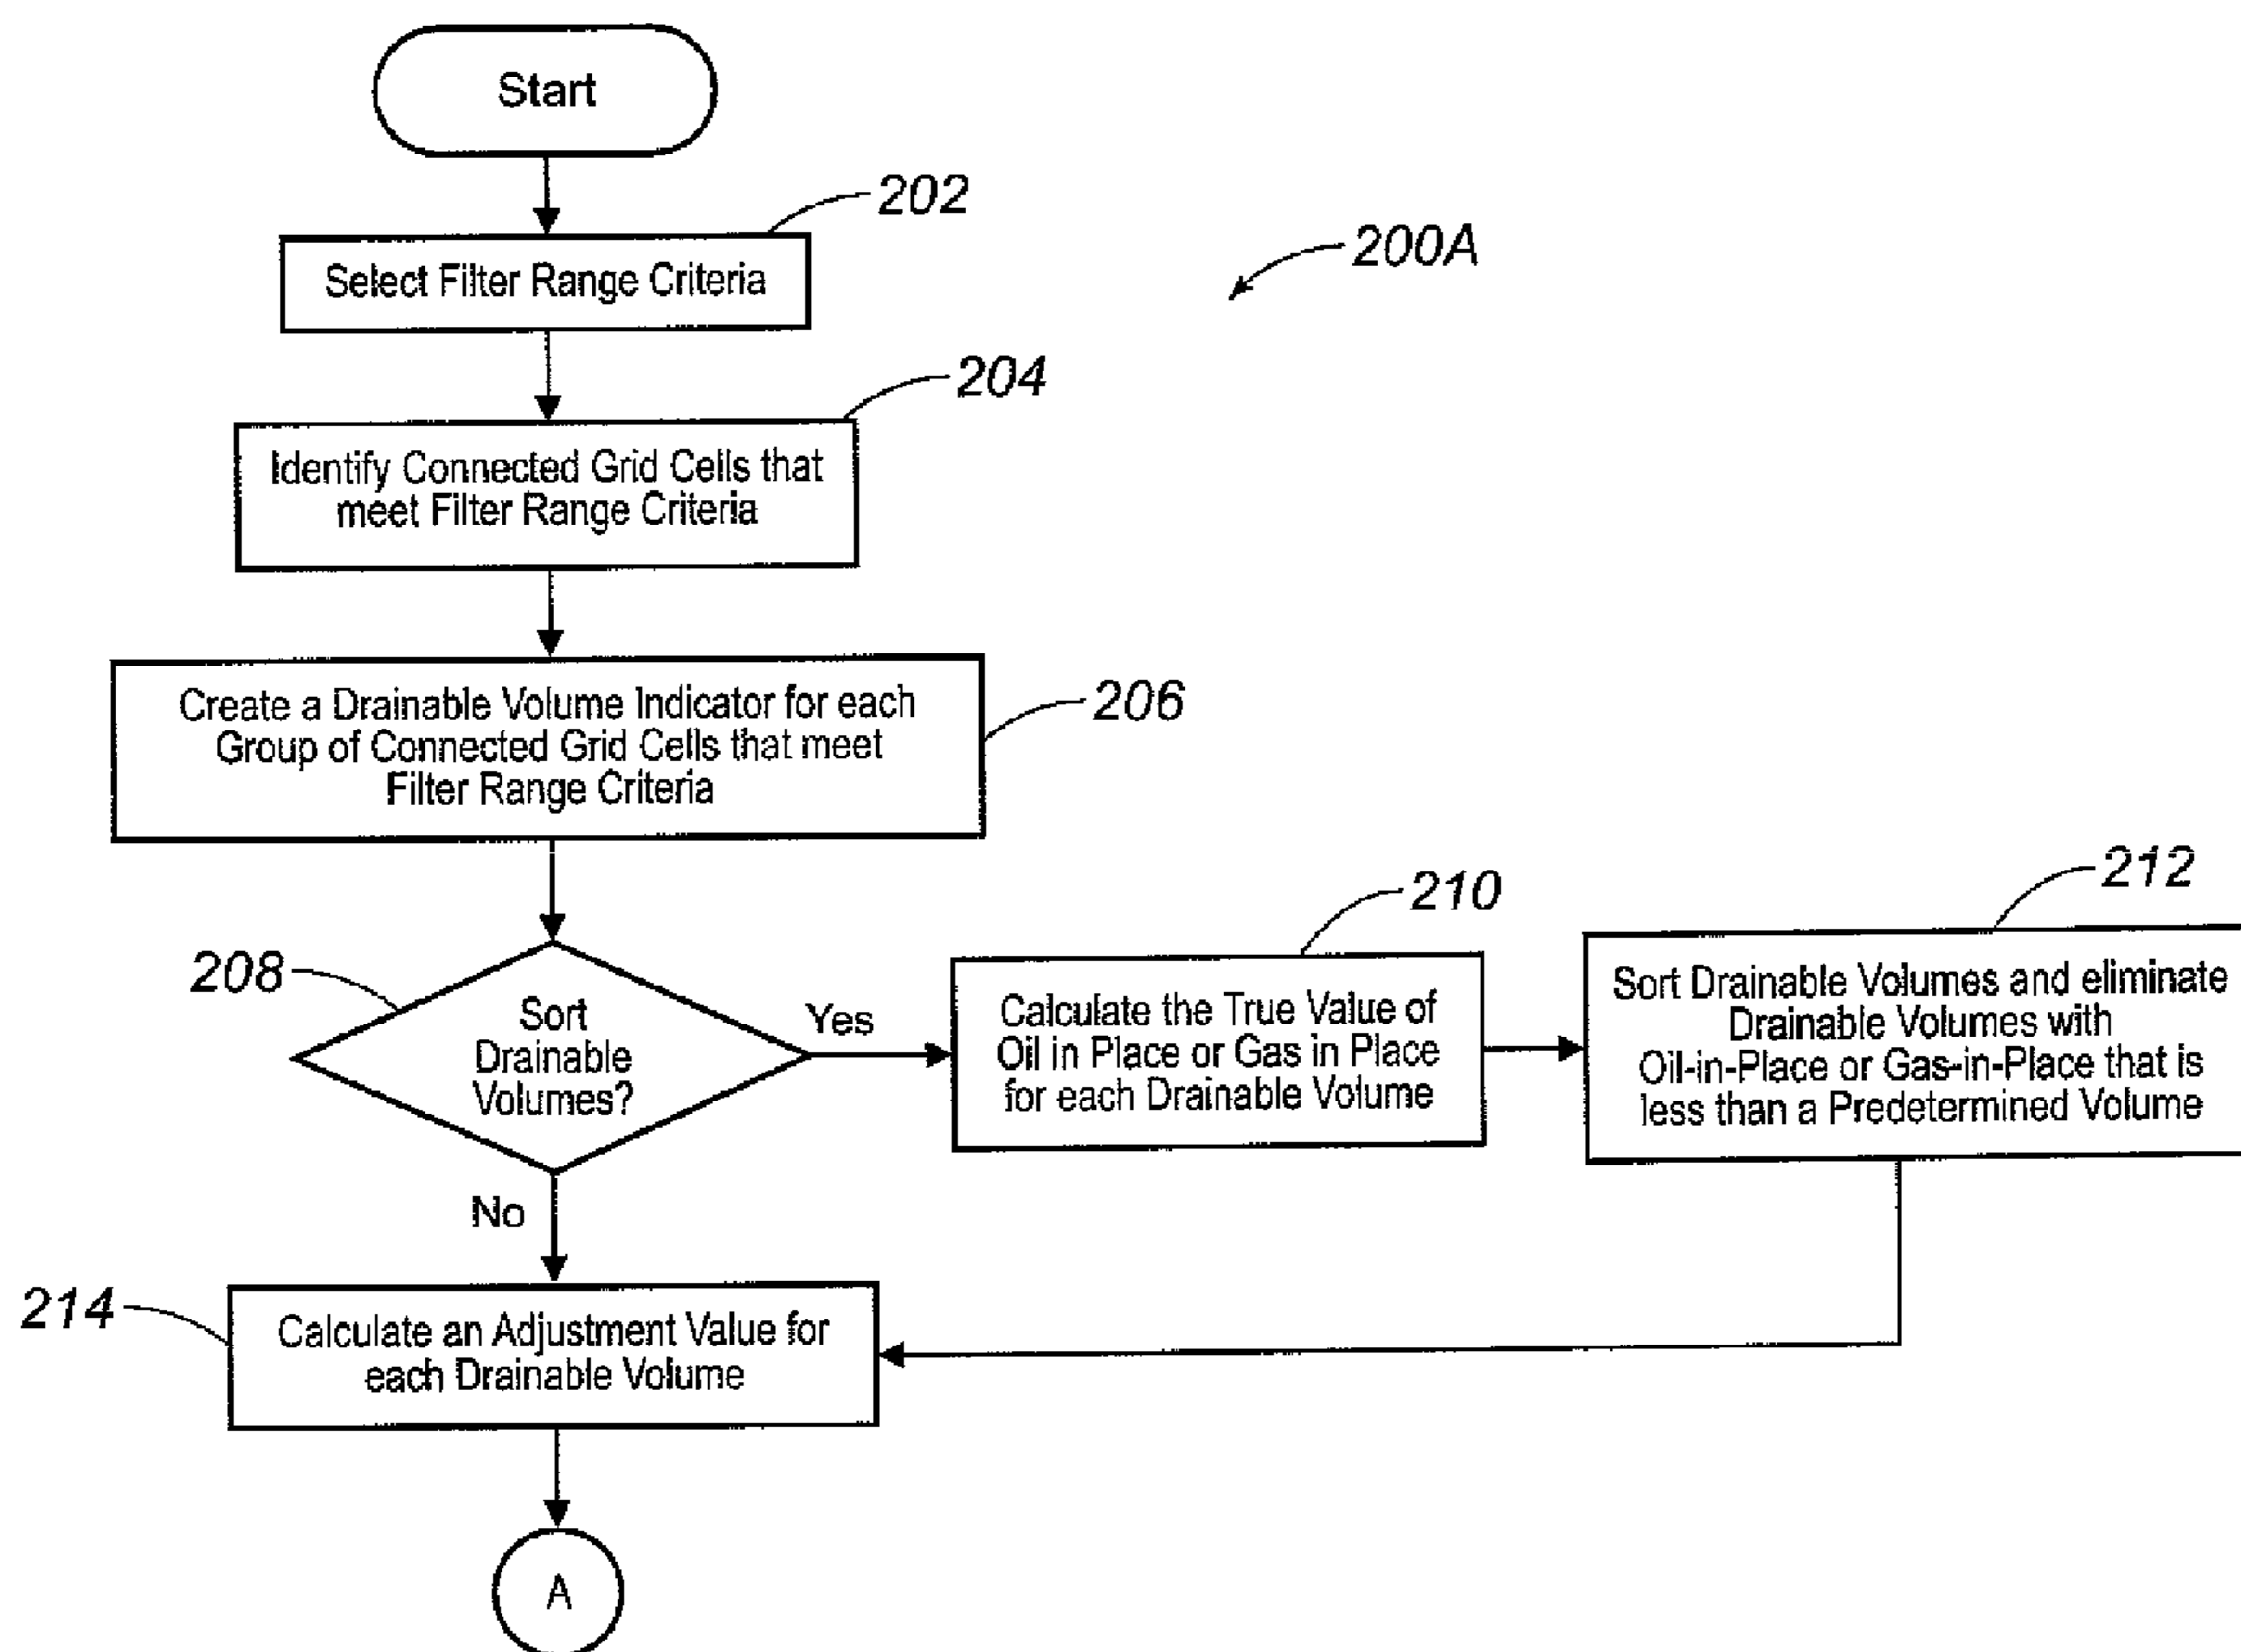 Start
202
Select Filter Range Criteria
200A
204
Identify Connected Grid Cells that
meet Filter Range Criteria
206
Create a Drainable Volume Indicator for each
Group of Connected Grid Cells that meet
Filter Range Criteria
208
Sort
Drainable
Volumes?
Yes
210
Calculate the True Value of
Oil in Place or Gas in Place
for each Drainable Volume
212
Sort Drainable Volumes and eliminate
Drainable Volumes with
Oil-in-Place or Gas-in-Place that is
less than a Predetermined Volume
No
214
Calculate an Adjustment Value for
each Drainable Volume
A